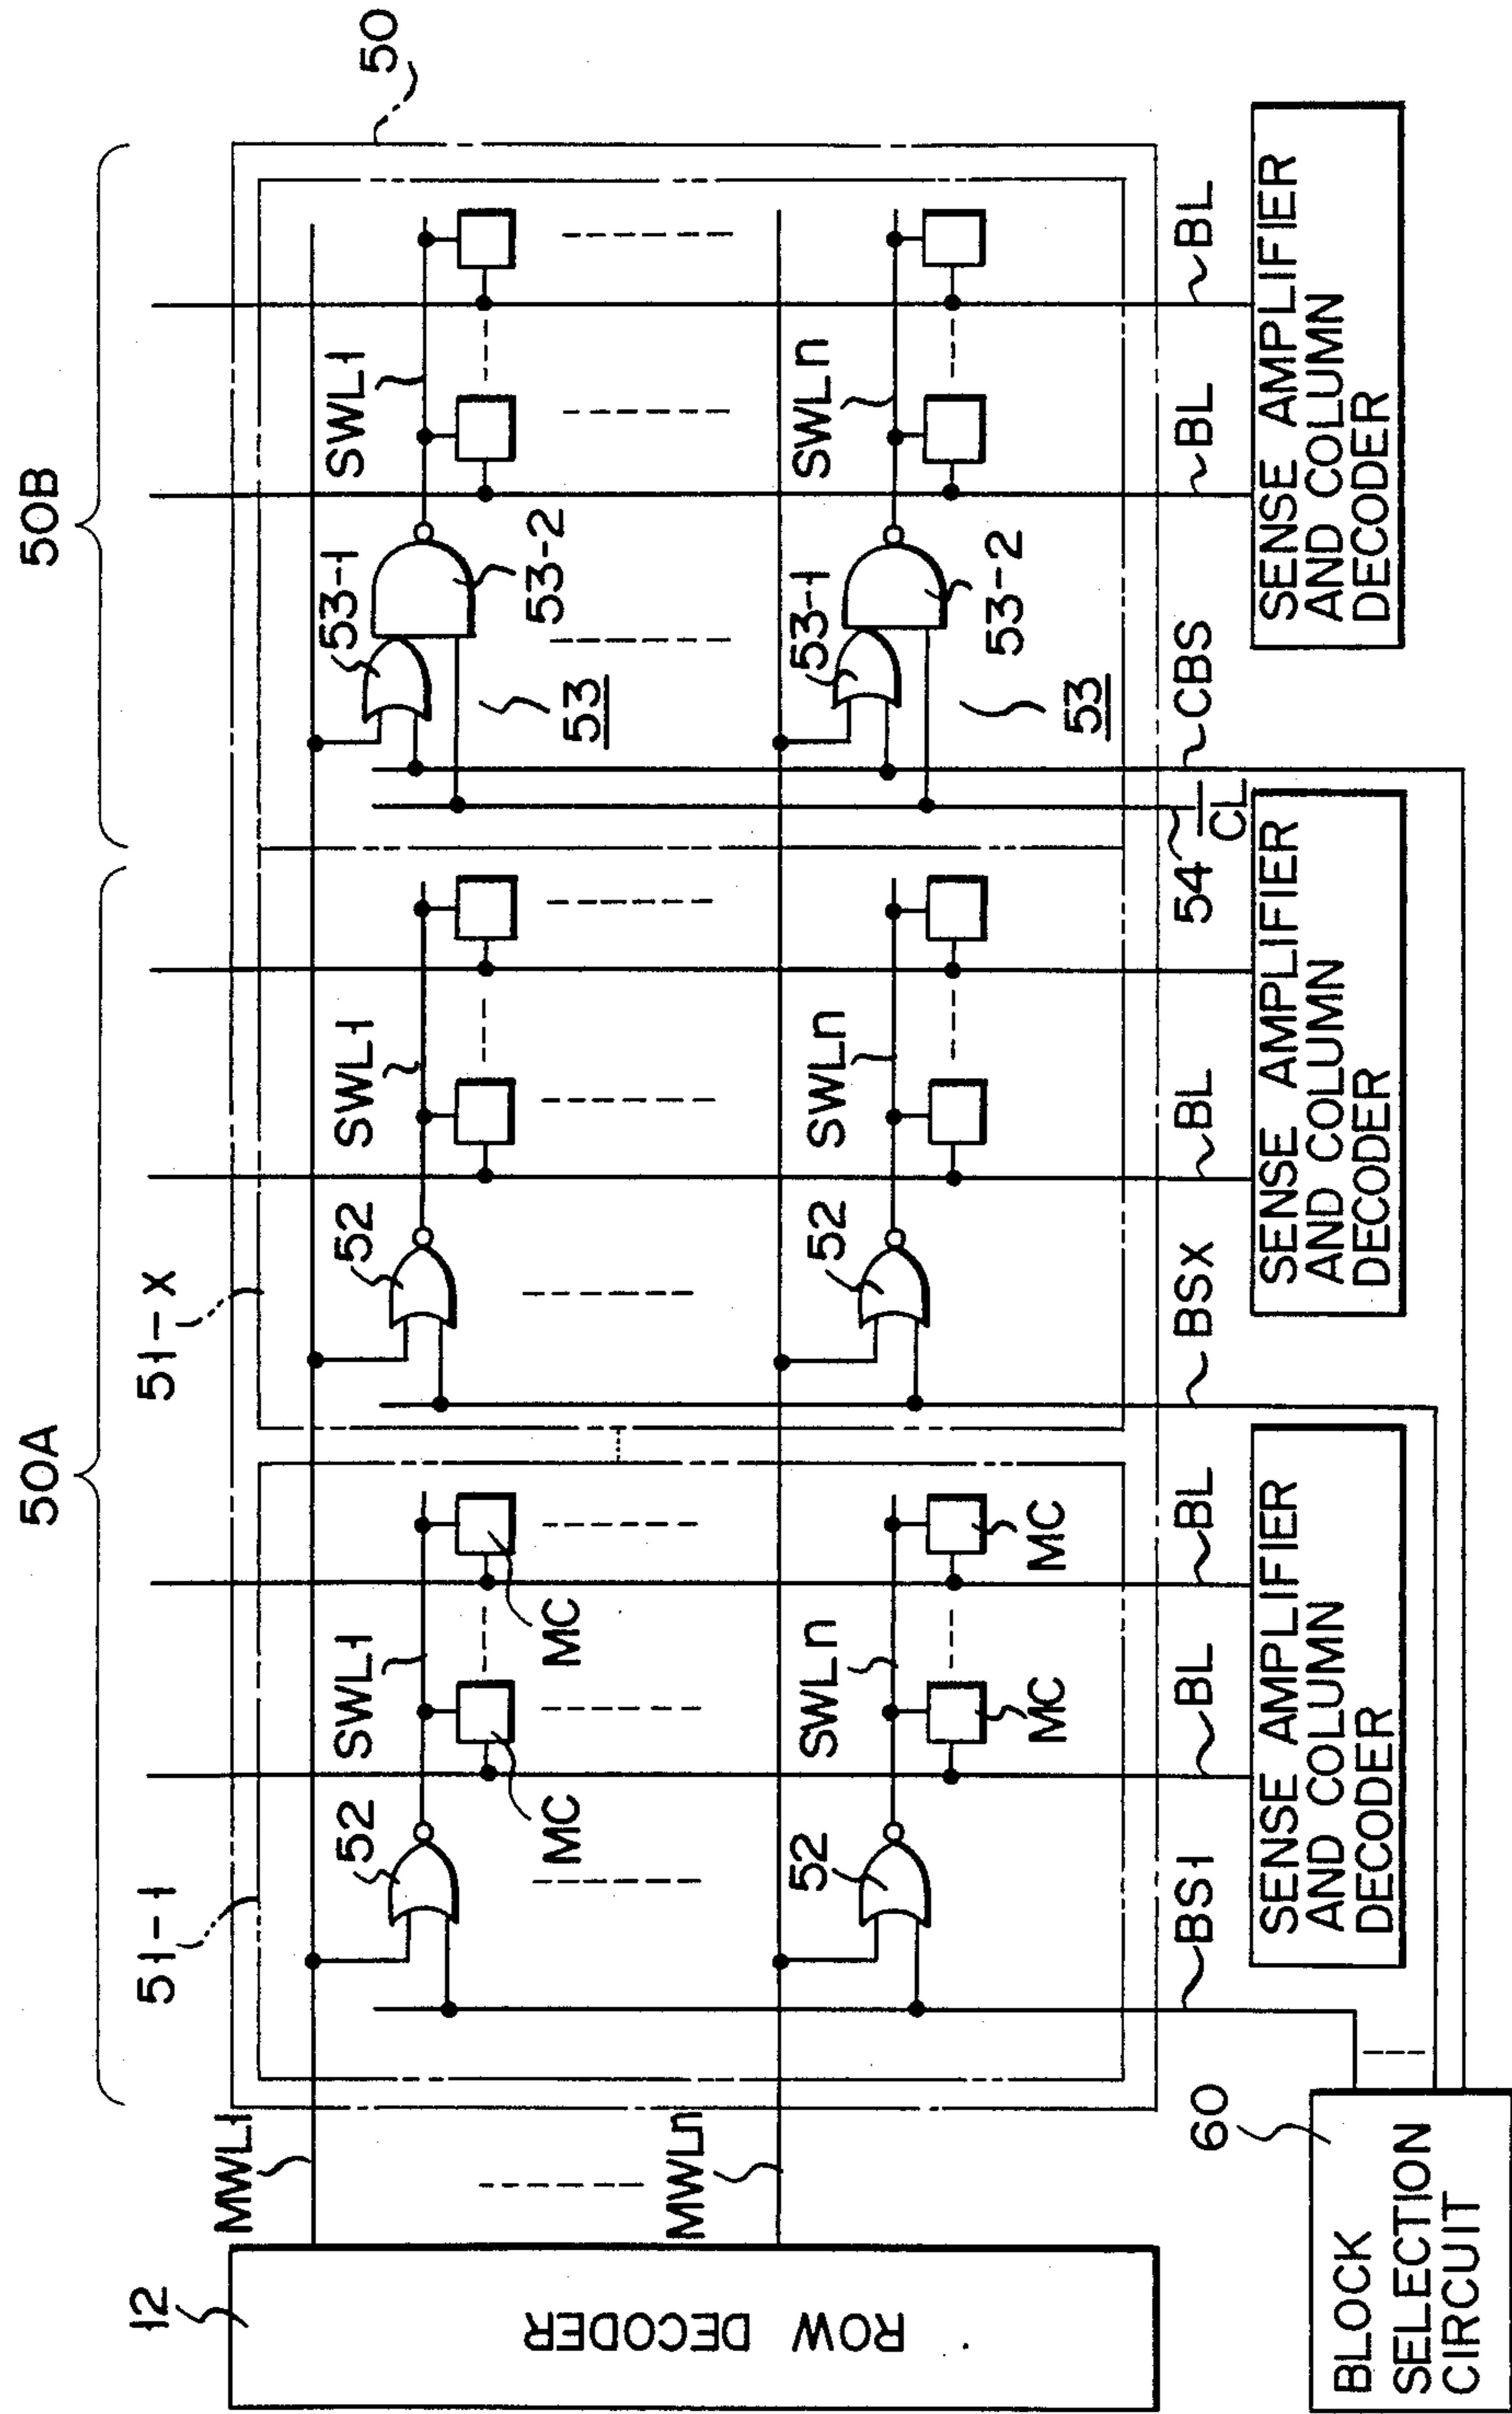 50A
50B
51-1
51-X
50
12
MWL1
52
SWL1
52
SWL1
53-1
SWL1
MC
MC
53-2
53
ROW DECODER
MWLn
52
SWLn
52
SWLn
53-1
SWLn
MC
MC
53-2
53
60
BS1
BL
BL
BSX
BL
54
CL
CBS
BL
BL
BLOCK
SELECTION
CIRCUIT
SENSE AMPLIFIER
AND COLUMN
DECODER
SENSE AMPLIFIER
AND COLUMN
DECODER
SENSE AMPLIFIER
AND COLUMN
DECODER